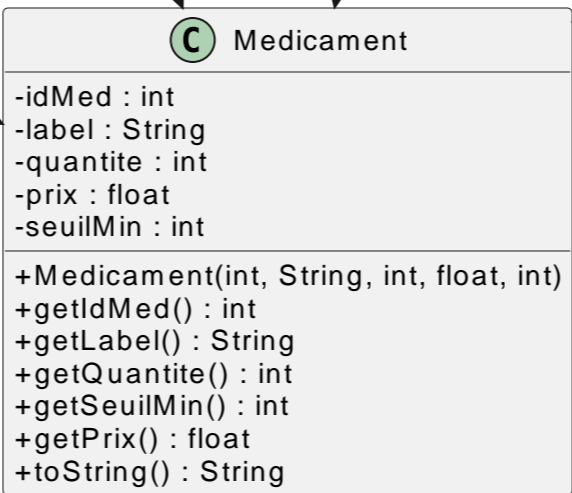 C Medicament
-idMed : int
-label : String
-quantite : int
-prix : float
-seuilMin : int
+Medicament(int, String, int, float, int)
+getIdMed() : int
+getLabel() : String
+getQuantite() : int
+getSeuilMin() : int
+getPrix() : float
+toString() : String